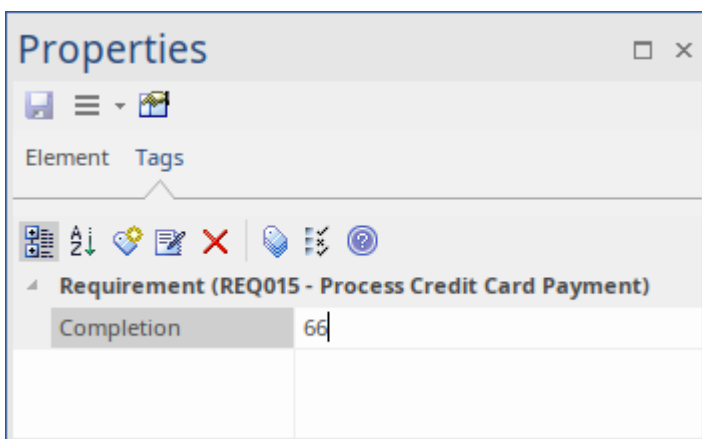 Properties
Element Tags
Requirement (REQ015 - Process Credit Card Payment)
Completion 66